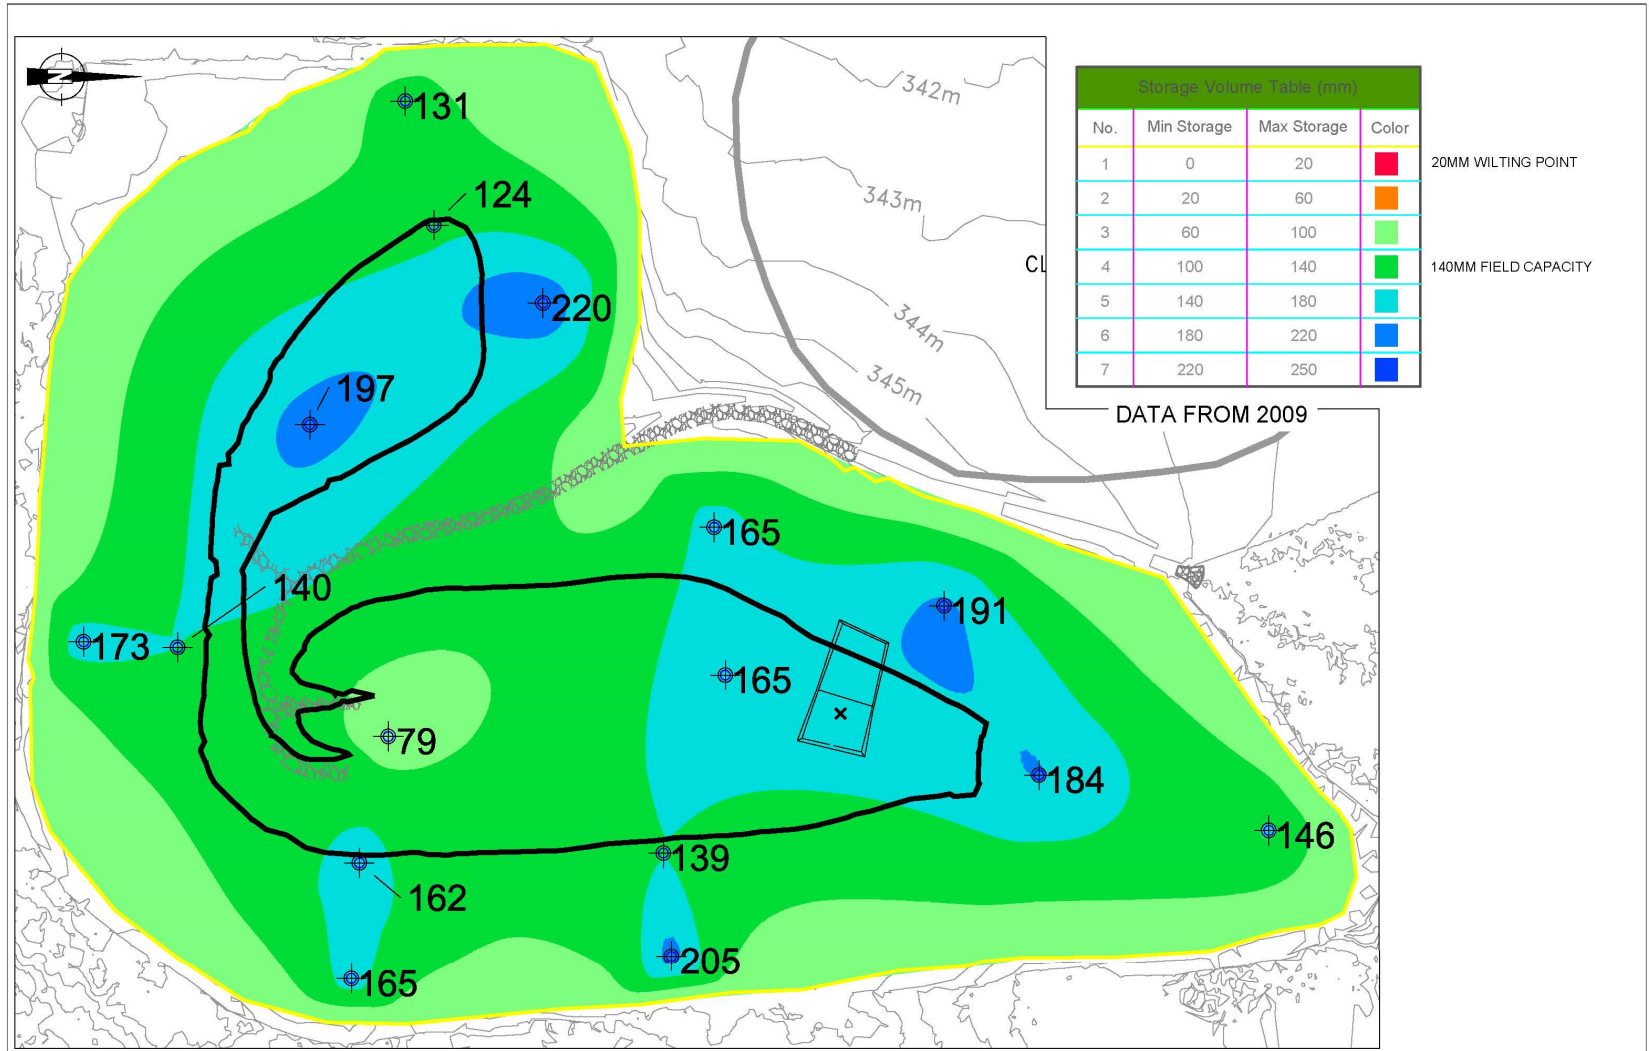 N
131
342m
Storage Volume Table (mm)
No. Min Storage Max Storage Color
1 0 20 20MM WILTING POINT
2 20 60
3 60 100
4 100 140 140MM FIELD CAPACITY
5 140 180
6 180 220
7 220 250
124
343m
CL
220
344m
197
345m
DATA FROM 2009
165
140
191
173
165
79
184
146
139
162
205
165